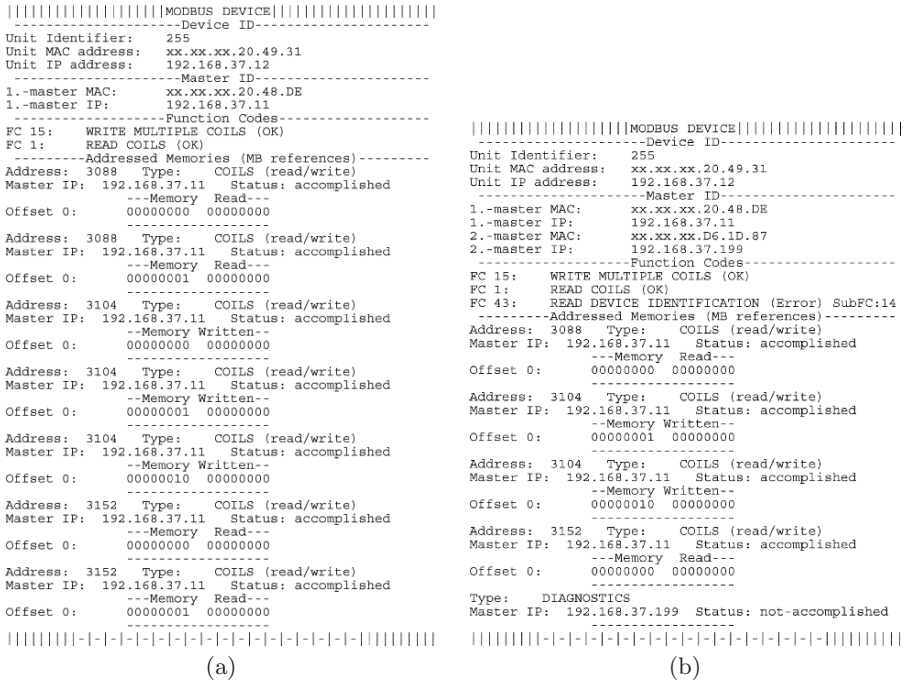 ||||||||||||||||||||MODBUS DEVICE|||||||||||||||||||||
---------------------Device ID----------------------
Unit Identifier: 255
Unit MAC address: xx.xx.xx.20.49.31
Unit IP address: 192.168.37.12
---------------------Master ID----------------------
1.-master MAC: xx.xx.xx.20.48.DE
1.-master IP: 192.168.37.11
-------------------Function Codes-------------------
FC 15: WRITE MULTIPLE COILS (OK)
FC 1: READ COILS (OK)
---------Addressed Memories (MB references)---------
Address: 3088 Type: COILS (read/write)
Master IP: 192.168.37.11 Status: accomplished
---Memory Read---
Offset 0: 00000000 00000000
------------------
Address: 3088 Type: COILS (read/write)
Master IP: 192.168.37.11 Status: accomplished
---Memory Read---
Offset 0: 00000001 00000000
------------------
Address: 3104 Type: COILS (read/write)
Master IP: 192.168.37.11 Status: accomplished
--Memory Written--
Offset 0: 00000000 00000000
------------------
Address: 3104 Type: COILS (read/write)
Master IP: 192.168.37.11 Status: accomplished
--Memory Written--
Offset 0: 00000001 00000000
------------------
Address: 3104 Type: COILS (read/write)
Master IP: 192.168.37.11 Status: accomplished
--Memory Written--
Offset 0: 00000010 00000000
------------------
Address: 3152 Type: COILS (read/write)
Master IP: 192.168.37.11 Status: accomplished
---Memory Read---
Offset 0: 00000000 00000000
------------------
Address: 3152 Type: COILS (read/write)
Master IP: 192.168.37.11 Status: accomplished
---Memory Read---
Offset 0: 00000001 00000000
------------------
|||||||||-|-|-|-|-|-|-|-|-|-|-|-|-|-|-|-|-|-||||||||||
(a)
||||||||||||||||||||MODBUS DEVICE|||||||||||||||||||||
---------------------Device ID----------------------
Unit Identifier: 255
Unit MAC address: xx.xx.xx.20.49.31
Unit IP address: 192.168.37.12
---------------------Master ID----------------------
1.-master MAC: xx.xx.xx.20.48.DE
1.-master IP: 192.168.37.11
2.-master MAC: xx.xx.xx.D6.1D.87
2.-master IP: 192.168.37.199
-------------------Function Codes-------------------
FC 15: WRITE MULTIPLE COILS (OK)
FC 1: READ COILS (OK)
FC 43: READ DEVICE IDENTIFICATION (Error) SubFC:14
---------Addressed Memories (MB references)---------
Address: 3088 Type: COILS (read/write)
Master IP: 192.168.37.11 Status: accomplished
---Memory Read---
Offset 0: 00000000 00000000
------------------
Address: 3104 Type: COILS (read/write)
Master IP: 192.168.37.11 Status: accomplished
--Memory Written--
Offset 0: 00000001 00000000
------------------
Address: 3104 Type: COILS (read/write)
Master IP: 192.168.37.11 Status: accomplished
--Memory Written--
Offset 0: 00000010 00000000
------------------
Address: 3152 Type: COILS (read/write)
Master IP: 192.168.37.11 Status: accomplished
---Memory Read---
Offset 0: 00000000 00000000
------------------
Type: DIAGNOSTICS
Master IP: 192.168.37.199 Status: not-accomplished
------------------
|||||||||-|-|-|-|-|-|-|-|-|-|-|-|-|-|-|-|-|-||||||||||
(b)